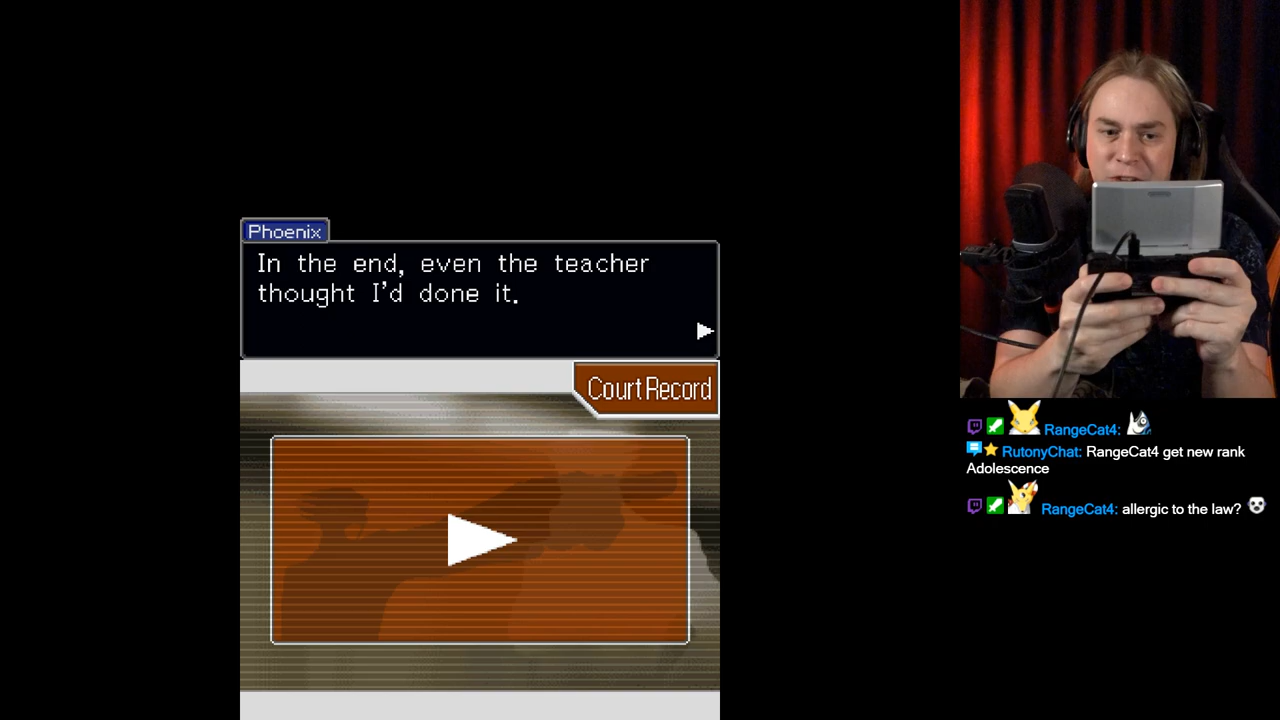 Phoenix
In the end, even the teacher
thought I'd done it.
Court Record
RangeCat4:
RutonyChat: RangeCat4 get new rank
Adolescence
RangeCat4: allergic to the law?